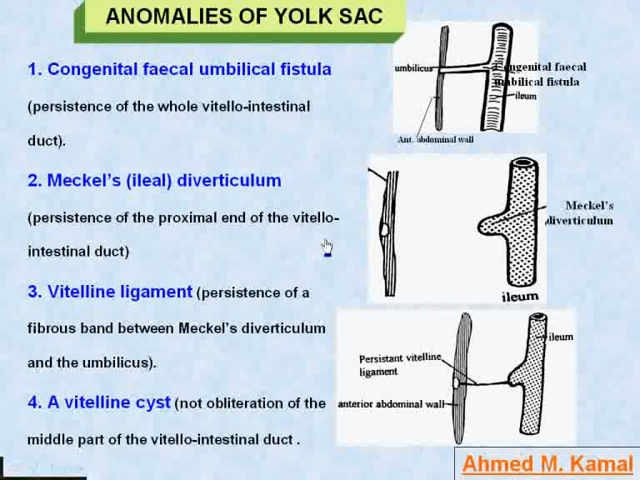 ANOMALIES OF YOLK SAC
1. Congenital faecal umbilical fistula
(persistence of the whole vitello-intestinal
duct).
2. Meckel's (ileal) diverticulum
(persistence of the proximal end of the vitello-
intestinal duct)
3. Vitelline ligament (persistence of a
fibrous band between Meckel's diverticulum
and the umbilicus).
4. A vitelline cyst (not obliteration of the
middle part of the vitello-intestinal duct .
umbilicus
Congenital faecal
umbilical fistula
ileum
Ant. abdominal wall
Meckel's
diverticulum
ileum
ileum
Persistant vitelline
ligament
anterior abdominal wall
Ahmed M. Kamal